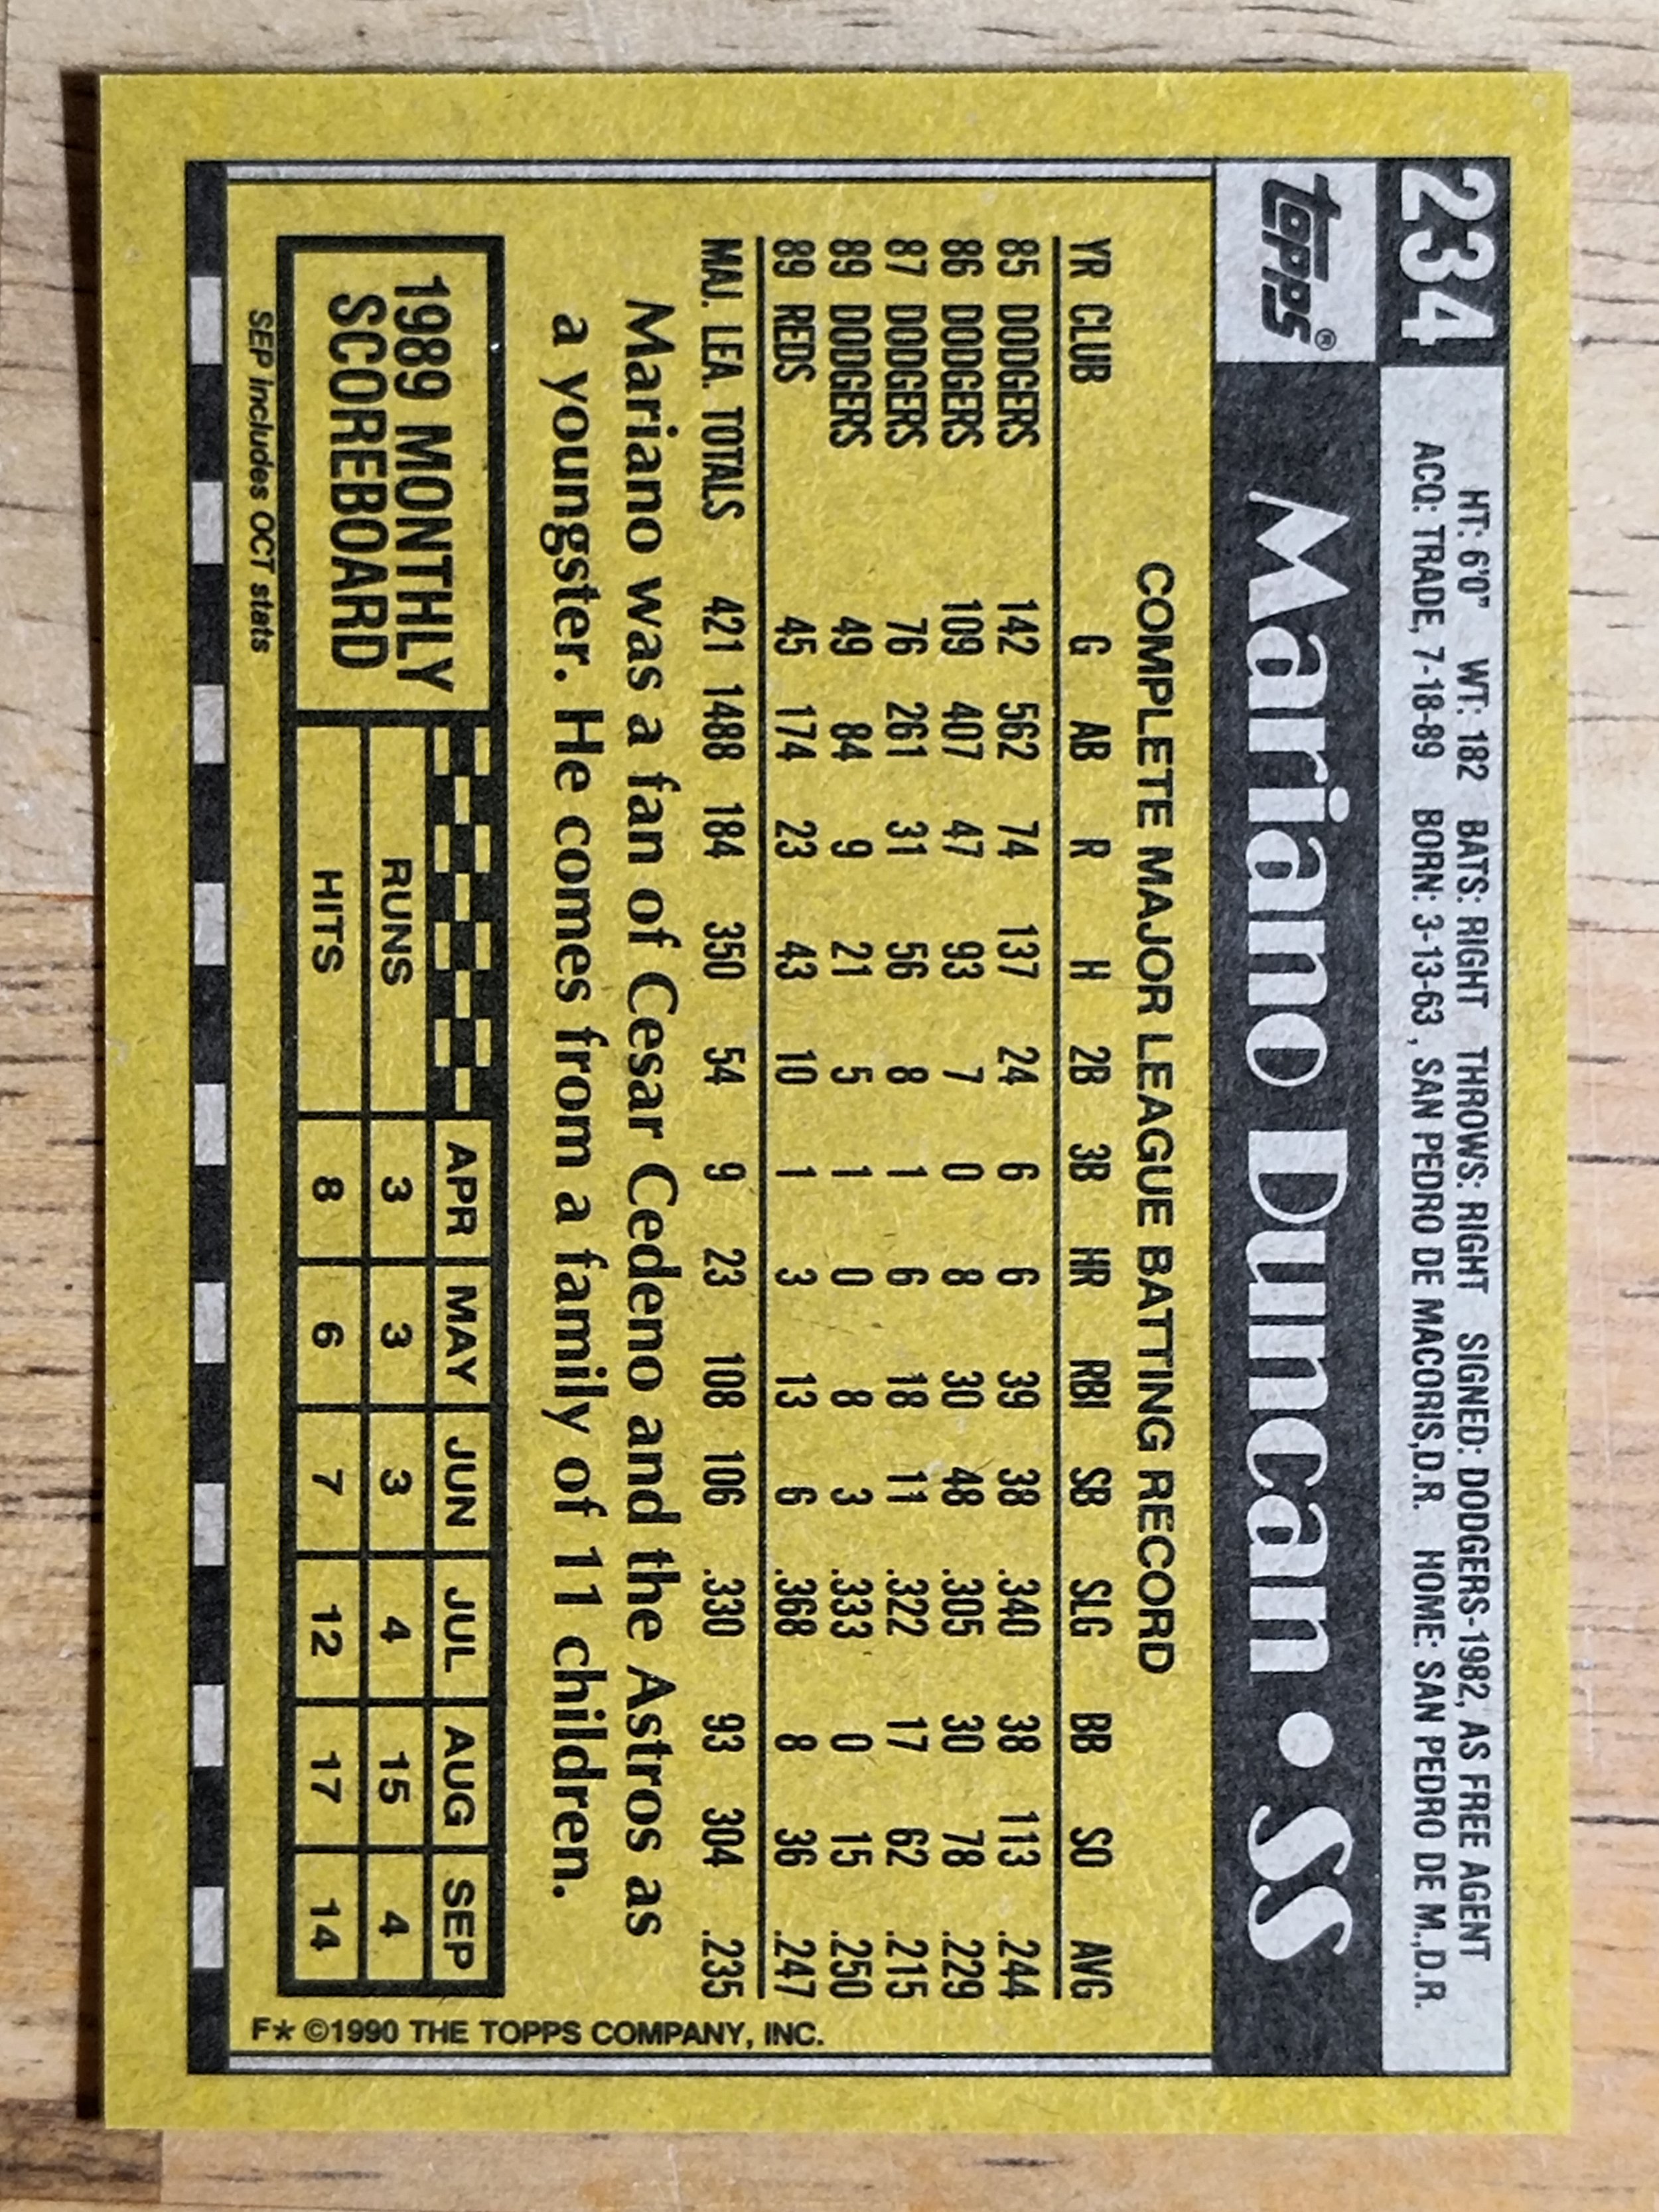 234
HT: 6'0" WT: 182 BATS: RIGHT THROWS: RIGHT SIGNED: DODGERS-1982, AS FREE AGENT
ACQ: TRADE, 7-18-89 BORN: 3-13-63, SAN PEDRO DE MACORIS,D.R. HOME: SAN PEDRO DE M.,D.R.
TOPPS®
Mariano Duncan • SS
COMPLETE MAJOR LEAGUE BATTING RECORD
YR CLUB G AB R H 2B 3B HR RBI SB SLG BB SO AVG
85 DODGERS 142 562 74 137 24 6 6 39 38 .340 38 113 .244
86 DODGERS 109 407 47 93 7 0 8 30 48 .305 30 78 .229
87 DODGERS 76 261 31 56 8 1 6 18 11 .322 17 62 .215
89 DODGERS 49 84 9 21 5 1 0 8 3 .333 0 15 .250
89 REDS 45 174 23 43 10 1 3 13 6 .368 8 36 .247
MAJ. LEA. TOTALS 421 1488 184 350 54 9 23 108 106 .330 93 304 .235
Mariano was a fan of Cesar Cedeno and the Astros as
a youngster. He comes from a family of 11 children.
1989 MONTHLY
SCOREBOARD
APR MAY JUN JUL AUG SEP
RUNS 3 3 3 4 15 4
HITS 8 6 7 12 17 14
SEP includes OCT stats
F* ©1990 THE TOPPS COMPANY, INC.